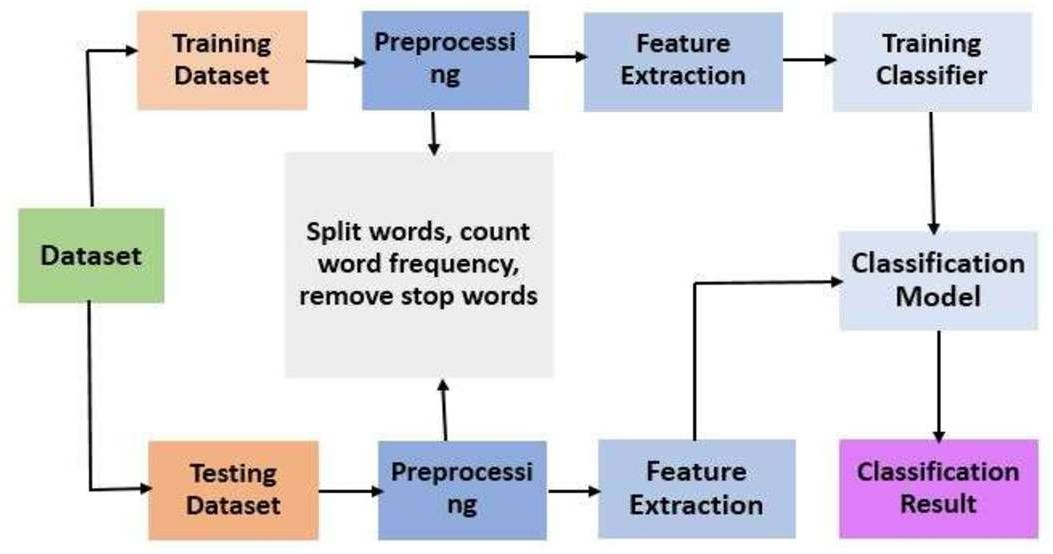 Training
Dataset
Preprocessi
ng
Feature
Extraction
Training
Classifier
Dataset
Split words, count
word frequency,
remove stop words
Classification
Model
Testing
Dataset
Preprocessi
ng
Feature
Extraction
Classification
Result